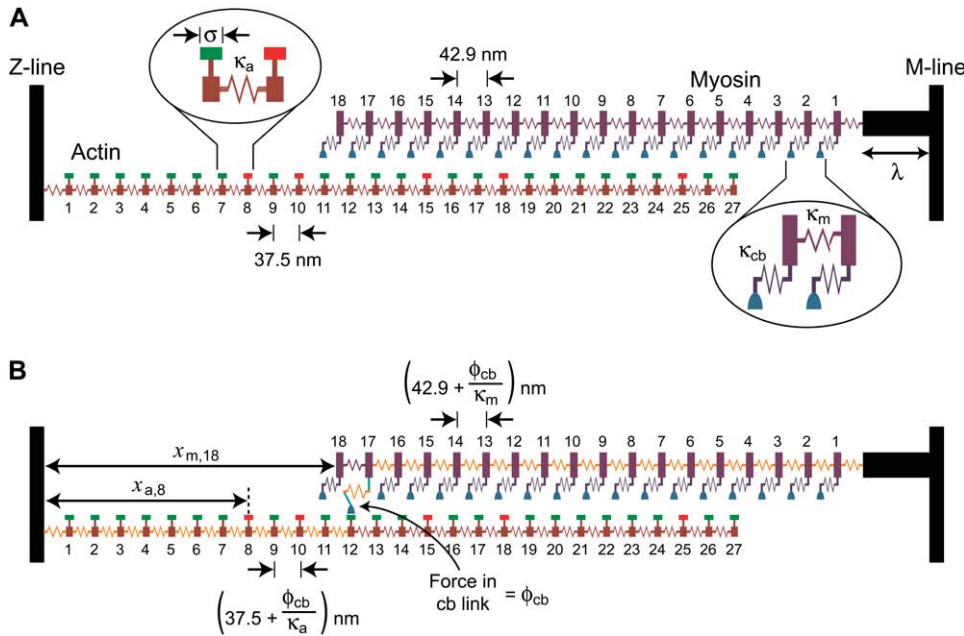 A
Z-line
σ
κa
42.9 nm
Myosin
M-line
18 17 16 15 14 13 12 11 10 9 8 7 6 5 4 3 2 1
Actin
λ
1 2 3 4 5 6 7 8 9 10 11 12 13 14 15 16 17 18 19 20 21 22 23 24 25 26 27
37.5 nm
κm
κcb
B
(42.9 + ϕcb/κm) nm
18 17 16 15 14 13 12 11 10 9 8 7 6 5 4 3 2 1
xm,18
xa,8
1 2 3 4 5 6 7 8 9 10 11 12 13 14 15 16 17 18 19 20 21 22 23 24 25 26 27
(37.5 + ϕcb/κa) nm
Force in
cb link = ϕcb